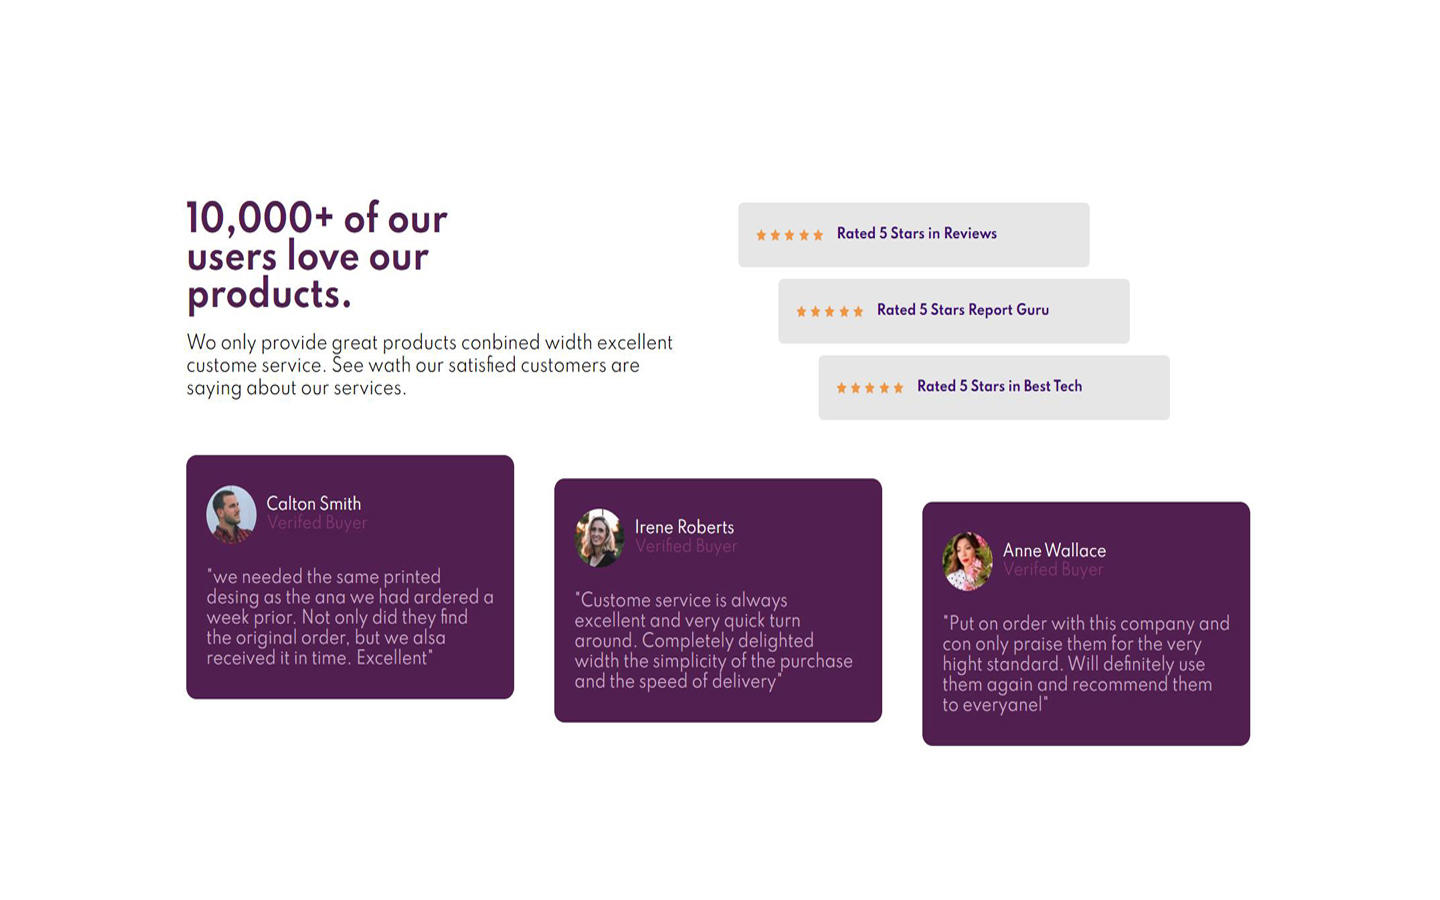 10,000+ of our
users love our
products.
Wo only provide great products conbined width excellent
custome service. See wath our satisfied customers are
saying about our services.
Rated 5 Stars in Reviews
Rated 5 Stars Report Guru
Rated 5 Stars in Best Tech
Calton Smith
Verifed Buyer
"we needed the same printed
desing as the ana we had ardered a
week prior. Not only did they find
the original order, but we alsa
received it in time. Excellent"
Irene Roberts
Verified Buyer
"Custome service is always
excellent and very quick turn
around. Completely delighted
width the simplicity of the purchase
and the speed of delivery"
Anne Wallace
Verifed Buyer
"Put on order with this company and
con only praise them for the very
hight standard. Will definitely use
them again and recommend them
to everyanel"